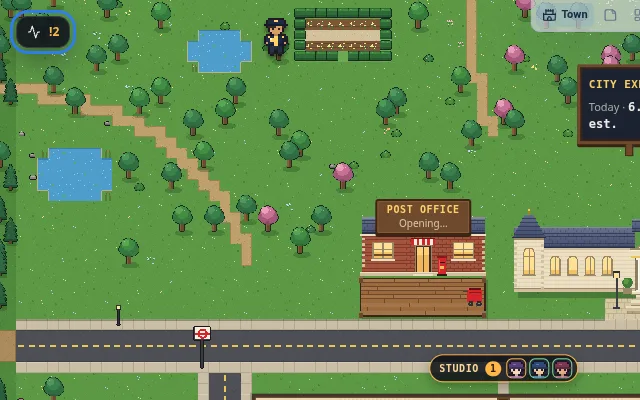 !2
Town
CITY EX
Today · 6.
est.
POST OFFICE
Opening...
STUDIO 1